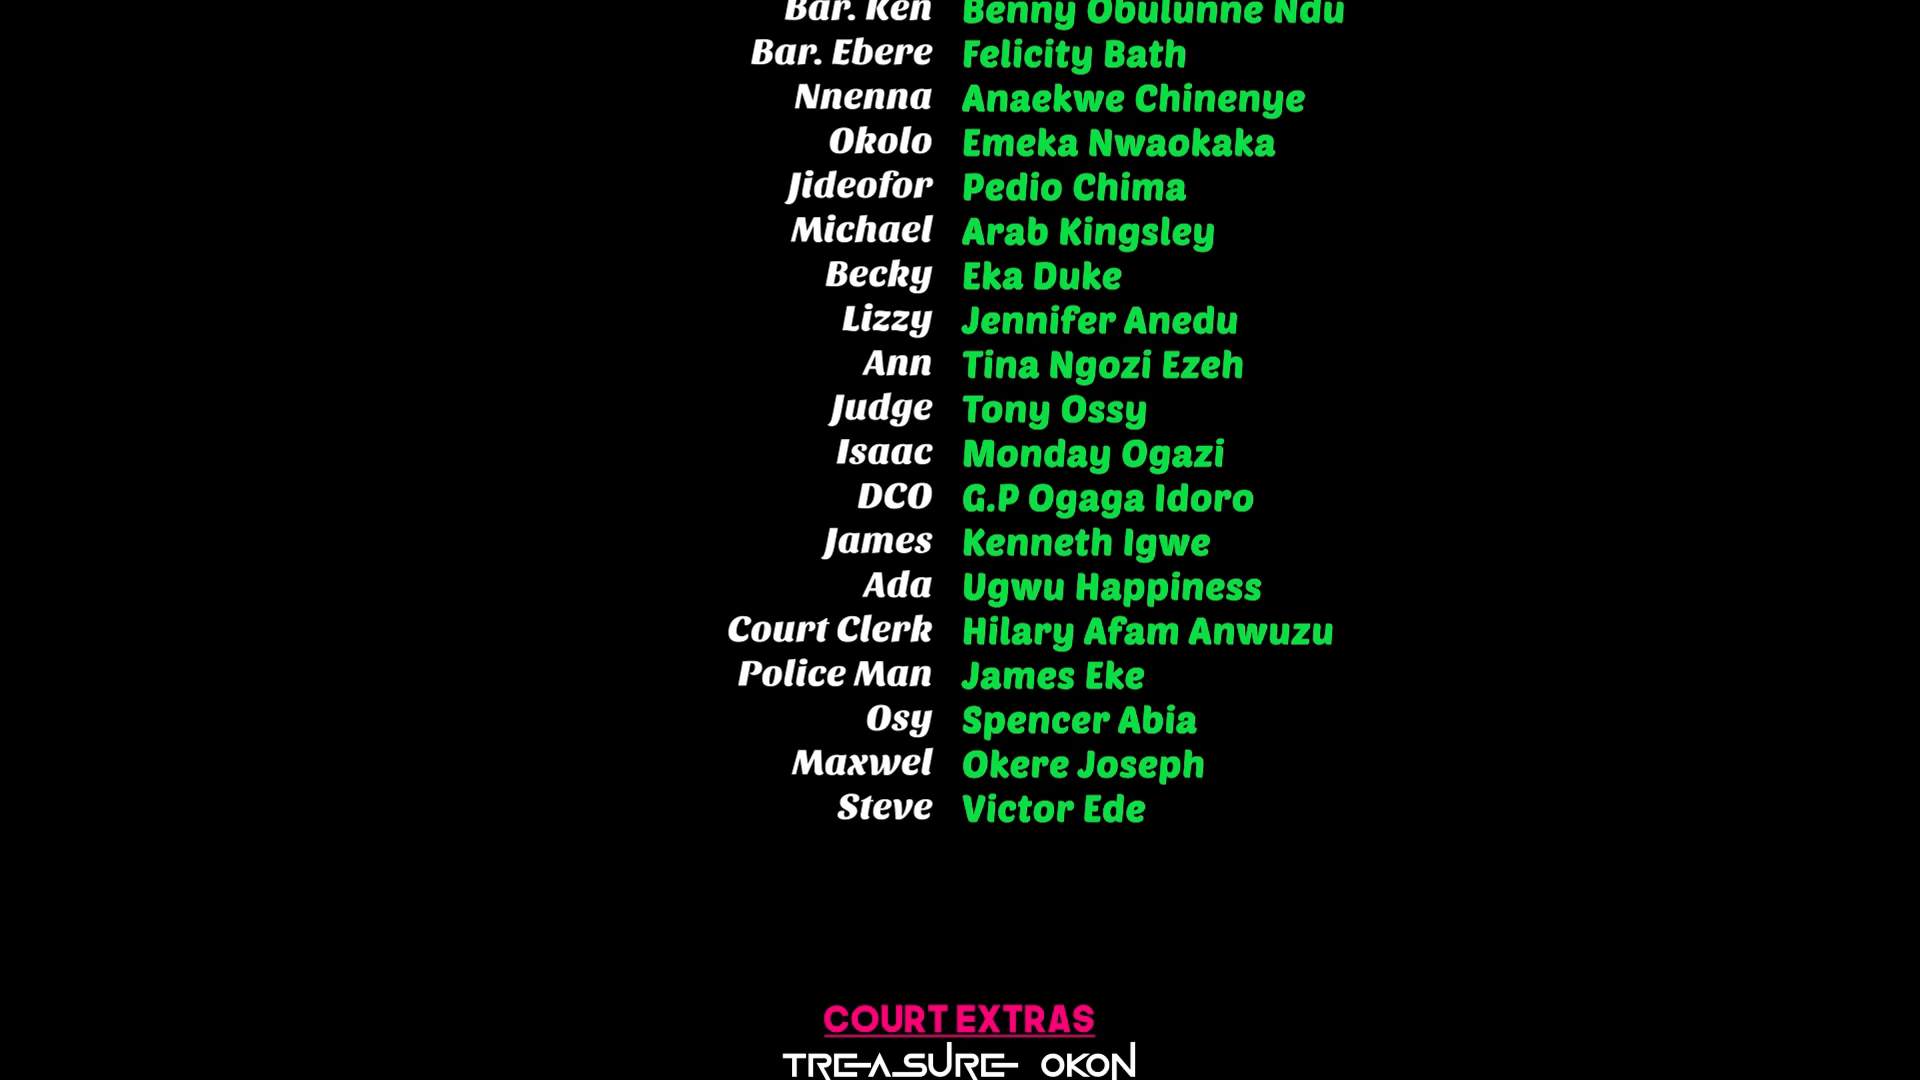 Bar. Ken Benny Obulunne Ndu
Bar. Ebere Felicity Bath
Nnenna Anaekwe Chinenye
Okolo Emeka Nwaokaka
Jideofor Pedio Chima
Michael Arab Kingsley
Becky Eka Duke
Lizzy Jennifer Anedu
Ann Tina Ngozi Ezeh
Judge Tony Ossy
Isaac Monday Ogazi
DCO G.P Ogaga Idoro
James Kenneth Igwe
Ada Ugwu Happiness
Court Clerk Hilary Afam Anwuzu
Police Man James Eke
Osy Spencer Abia
Maxwel Okere Joseph
Steve Victor Ede
COURT EXTRAS
TREASURE OKON